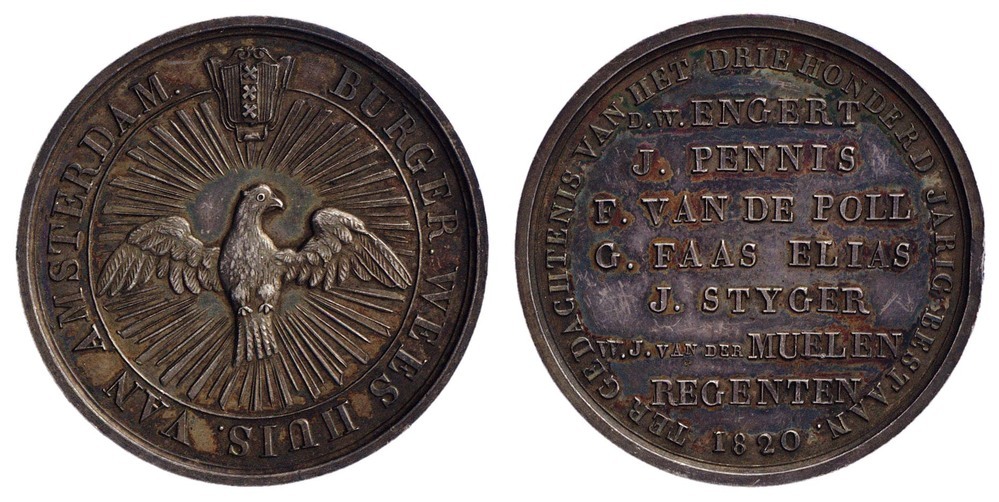 BURGER. WEES HUIS. VAN AMSTERDAM.
TER GEDACHTENIS. VAN HET DRIE HONDERD JARIG. BESTAAN.
D.W. ENGERT
J. PENNIS
F. VAN DE POLL
G. FAAS ELIAS
J. STYGER
W.J. VAN DER MUELEN
REGENTEN
1820.